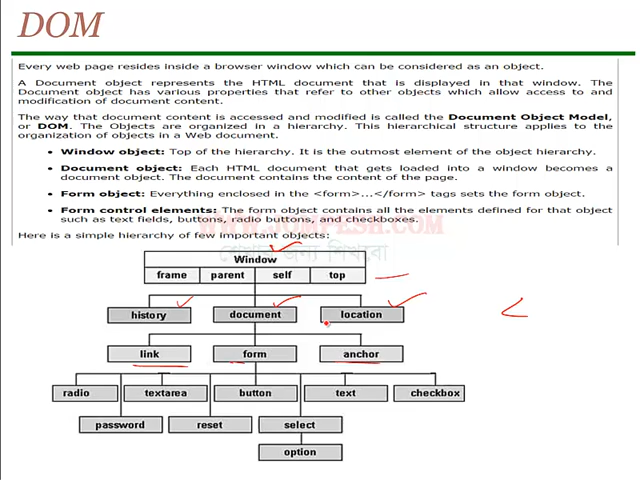 DOM
Every web page resides inside a browser window which can be considered as an object.
A Document object represents the HTML document that is displayed in that window. The
Document object has various properties that refer to other objects which allow access to and
modification of document content.
The way that document content is accessed and modified is called the Document Object Model,
or DOM. The Objects are organized in a hierarchy. This hierarchical structure applies to the
organization of objects in a Web document.
• Window object: Top of the hierarchy. It is the outmost element of the object hierarchy.
• Document object: Each HTML document that gets loaded into a window becomes a
document object. The document contains the content of the page.
• Form object: Everything enclosed in the <form>...</form> tags sets the form object.
• Form control elements: The form object contains all the elements defined for that object
such as text fields, buttons, radio buttons, and checkboxes.
WWW.JOMPESH.COM
Here is a simple hierarchy of few important objects:
শেখার জন্য শিখবো
Window
frame parent self top
history document location
link form anchor
radio textarea button text checkbox
password reset select
option